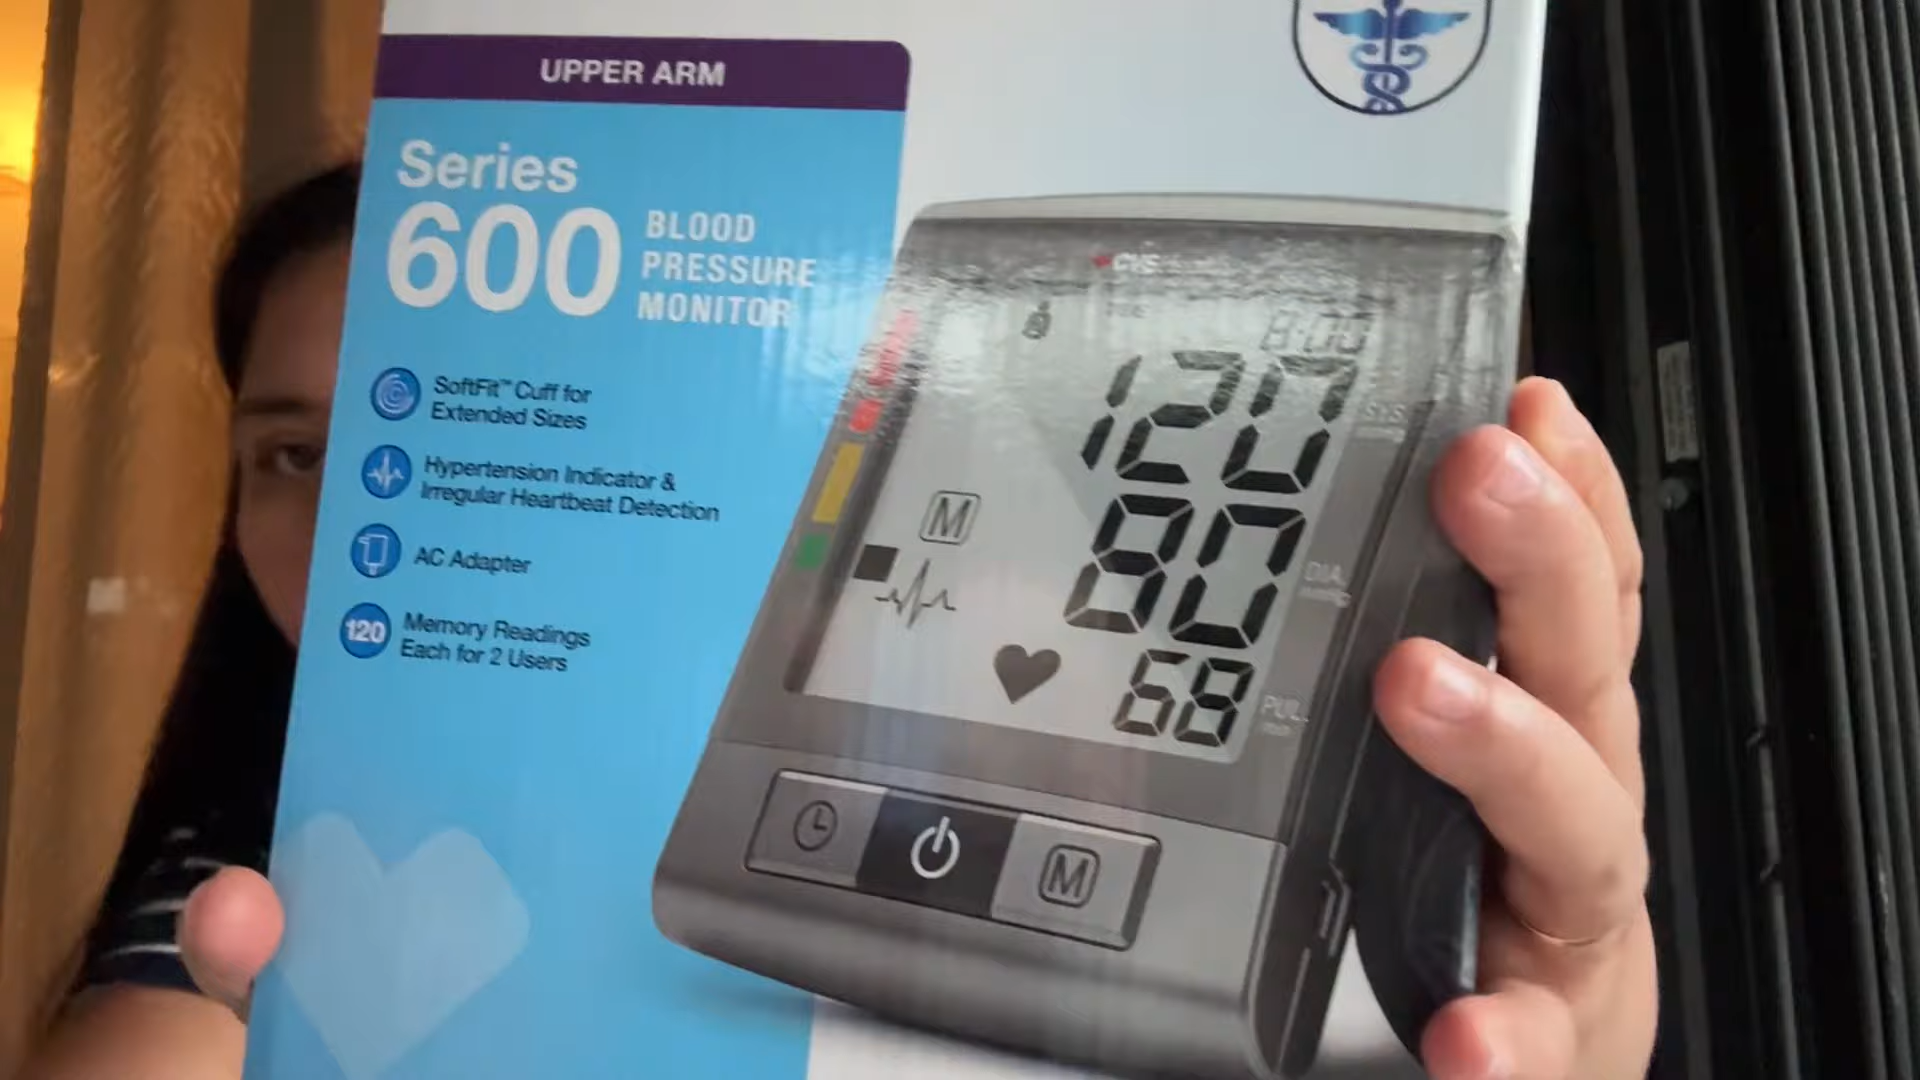 UPPER ARM
Series
600
BLOOD
PRESSURE
MONITOR
SoftFit™ Cuff for
Extended Sizes
Hypertension Indicator &
Irregular Heartbeat Detection
AC Adapter
120
Memory Readings
Each for 2 Users
CVS
8:00
120
SYS.
80
DIA.
M
68
PUL.
M